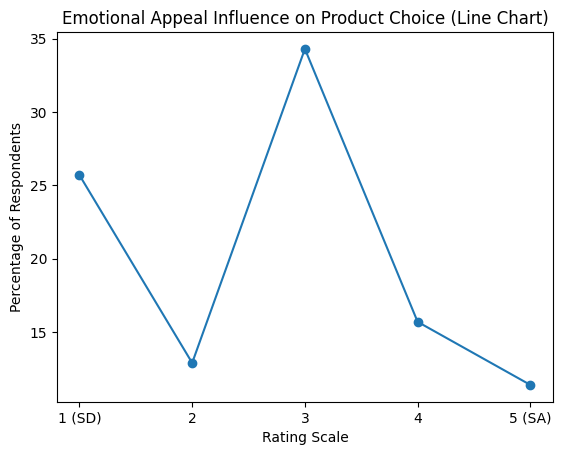 Emotional Appeal Influence on Product Choice (Line Chart)
Percentage of Respondents
35
30
25
20
15
1 (SD)
2
3
4
5 (SA)
Rating Scale